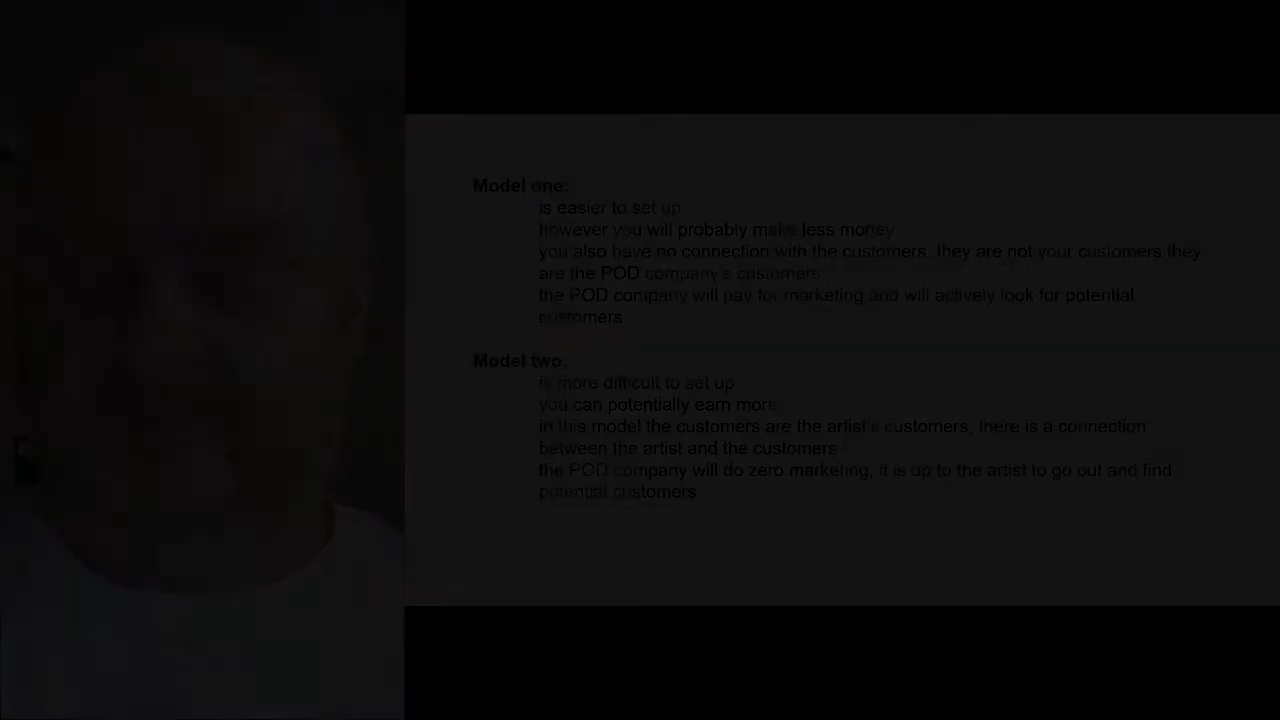 Model one:
is easier to set up
however you will probably make less money
you also have no connection with the customers, they are not your customers they
are the POD company's customers
the POD company will pay for marketing and will actively look for potential
customers
Model two:
is more difficult to set up
you can potentially earn more
in this model the customers are the artist's customers, there is a connection
between the artist and the customers
the POD company will do zero marketing, it is up to the artist to go out and find
potential customers